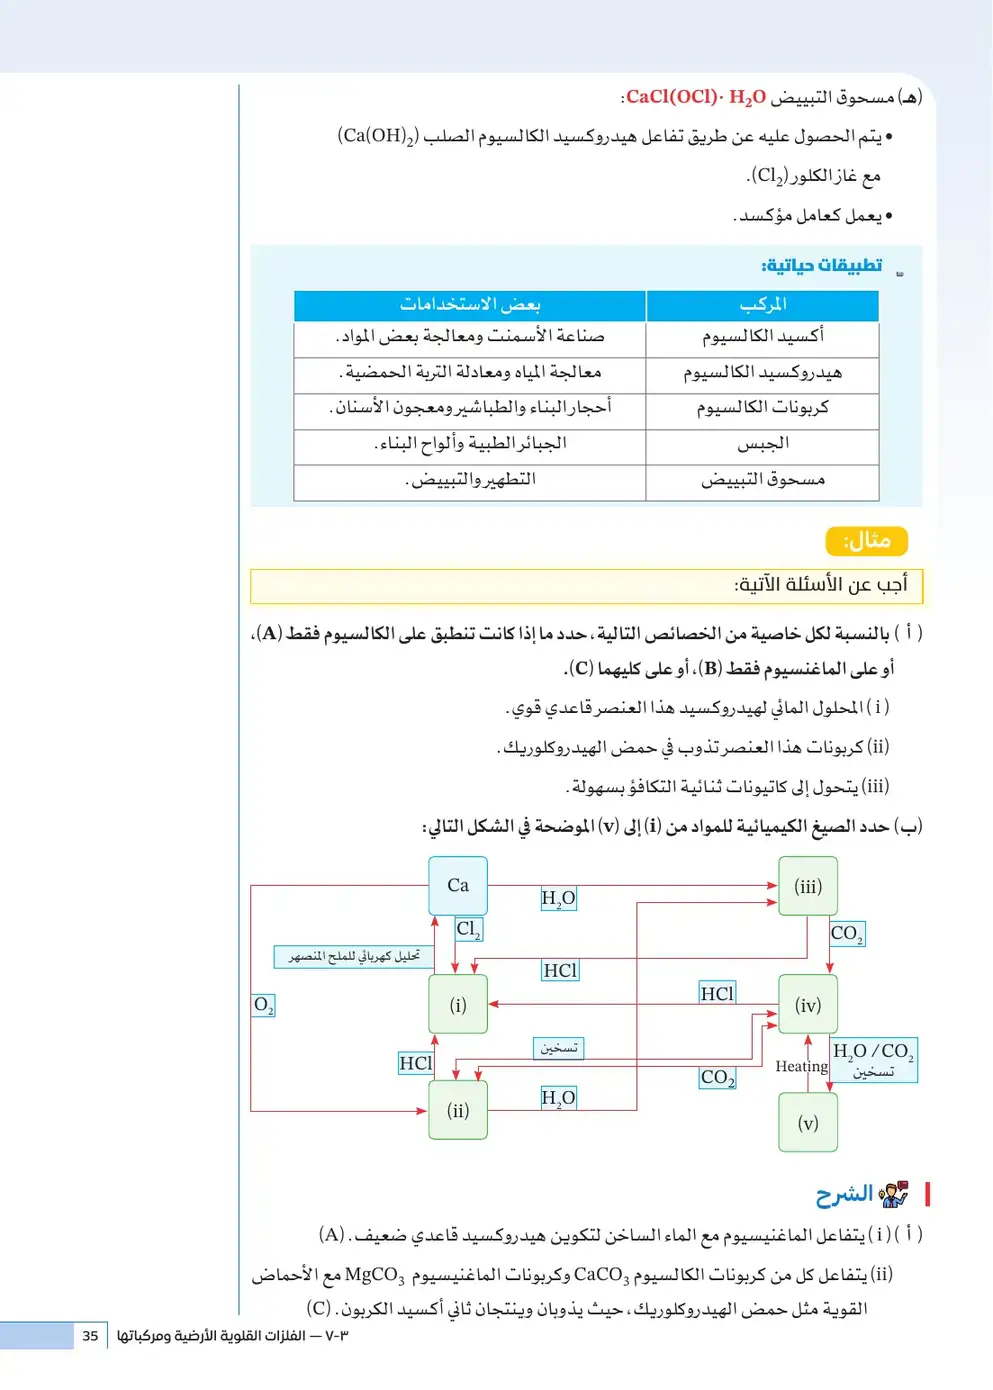 (هـ) مسحوق التبييض CaCl(OCl)· H₂O:
• يتم الحصول عليه عن طريق تفاعل هيدروكسيد الكالسيوم الصلب (Ca(OH)₂)
مع غاز الكلور (Cl₂).
• يعمل كعامل مؤكسد.
تطبيقات حياتية:
المركب بعض الاستخدامات
أكسيد الكالسيوم صناعة الأسمنت ومعالجة بعض المواد.
هيدروكسيد الكالسيوم معالجة المياه ومعادلة التربة الحمضية.
كربونات الكالسيوم أحجار البناء والطباشير ومعجون الأسنان.
الجبس الجبائر الطبية وألواح البناء.
مسحوق التبييض التطهير والتبييض.
مثال:
أجب عن الأسئلة الآتية:
( أ ) بالنسبة لكل خاصية من الخصائص التالية، حدد ما إذا كانت تنطبق على الكالسيوم فقط (A)،
أو على الماغنسيوم فقط (B)، أو على كليهما (C).
( i ) المحلول المائي لهيدروكسيد هذا العنصر قاعدي قوي.
(ii) كربونات هذا العنصر تذوب في حمض الهيدروكلوريك.
(iii) يتحول إلى كاتيونات ثنائية التكافؤ بسهولة.
(ب) حدد الصيغ الكيميائية للمواد من (i) إلى (v) الموضحة في الشكل التالي:
Ca
(iii)
H₂O
Cl₂
CO₂
تحليل كهربائي للملح المنصهر
HCl
HCl
O₂
(i)
(iv)
تسخين
HCl
CO₂
Heating
H₂O / CO₂
تسخين
H₂O
(ii)
(v)
الشرح
( أ ) ( i ) يتفاعل الماغنيسيوم مع الماء الساخن لتكوين هيدروكسيد قاعدي ضعيف. (A)
(ii) يتفاعل كل من كربونات الكالسيوم CaCO₃ وكربونات الماغنيسيوم MgCO₃ مع الأحماض
القوية مثل حمض الهيدروكلوريك، حيث يذوبان وينتجان ثاني أكسيد الكربون. (C)
٣-٧ — الفلزات القلوية الأرضية ومركباتها 35